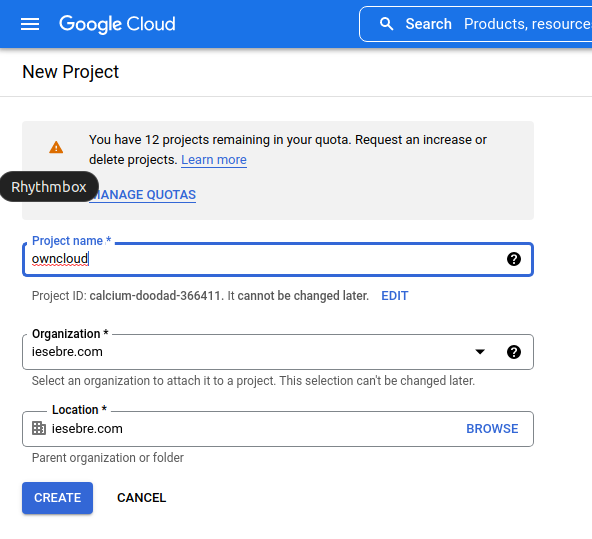 Google Cloud
Search Products, resource
New Project
You have 12 projects remaining in your quota. Request an increase or
delete projects. Learn more
Rhythmbox
MANAGE QUOTAS
Project name *
owncloud
Project ID: calcium-doodad-366411. It cannot be changed later. EDIT
Organization *
iesebre.com
Select an organization to attach it to a project. This selection can't be changed later.
Location *
iesebre.com BROWSE
Parent organization or folder
CREATE CANCEL